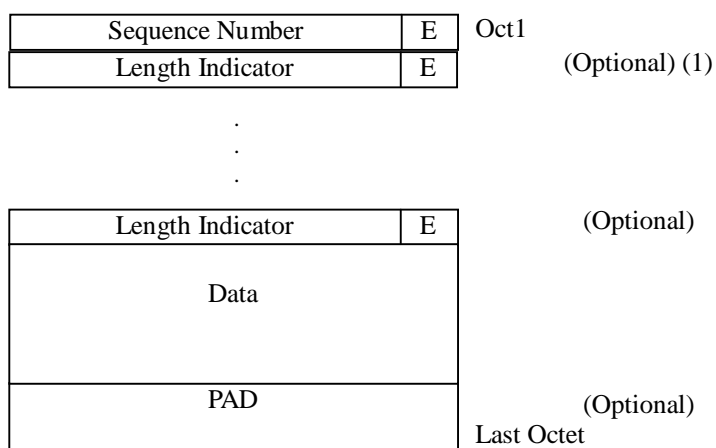 Sequence Number E Oct1
Length Indicator E (Optional) (1)
.
.
.
Length Indicator E (Optional)
Data
PAD (Optional)
Last Octet